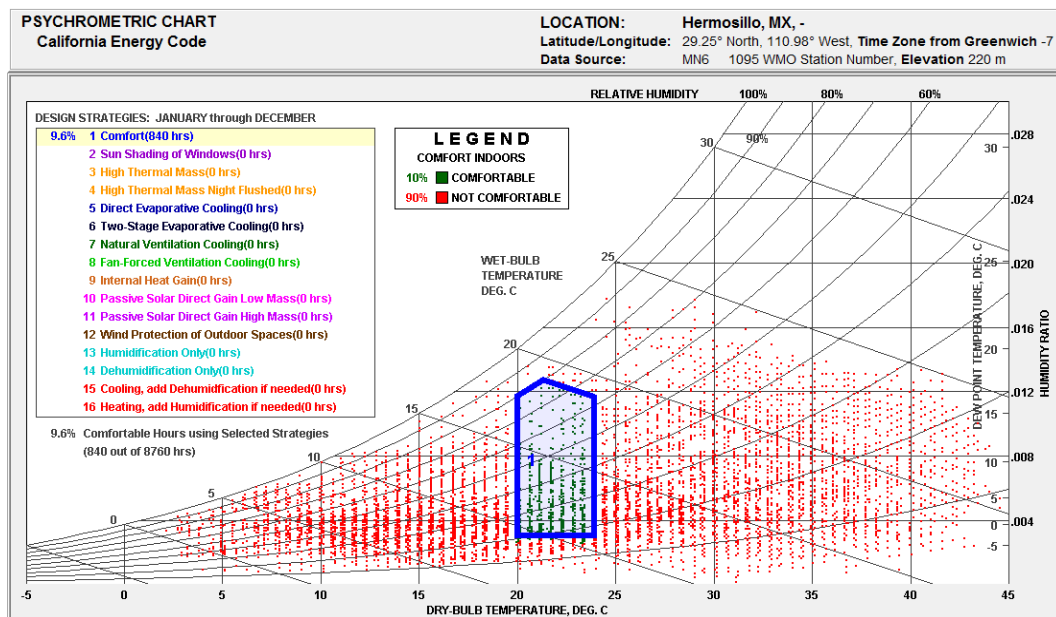 PSYCHROMETRIC CHART
California Energy Code
LOCATION: Hermosillo, MX, -
Latitude/Longitude: 29.25° North, 110.98° West, Time Zone from Greenwich -7
Data Source: MN6 1095 WMO Station Number, Elevation 220 m
RELATIVE HUMIDITY 100% 80% 60%
90%
DESIGN STRATEGIES: JANUARY through DECEMBER
9.6% 1 Comfort(840 hrs)
2 Sun Shading of Windows(0 hrs)
3 High Thermal Mass(0 hrs)
4 High Thermal Mass Night Flushed(0 hrs)
5 Direct Evaporative Cooling(0 hrs)
6 Two-Stage Evaporative Cooling(0 hrs)
7 Natural Ventilation Cooling(0 hrs)
8 Fan-Forced Ventilation Cooling(0 hrs)
9 Internal Heat Gain(0 hrs)
10 Passive Solar Direct Gain Low Mass(0 hrs)
11 Passive Solar Direct Gain High Mass(0 hrs)
12 Wind Protection of Outdoor Spaces(0 hrs)
13 Humidification Only(0 hrs)
14 Dehumidification Only(0 hrs)
15 Cooling, add Dehumidfication if needed(0 hrs)
16 Heating, add Humidification if needed(0 hrs)
9.6% Comfortable Hours using Selected Strategies
(840 out of 8760 hrs)
LEGEND
COMFORT INDOORS
10% COMFORTABLE
90% NOT COMFORTABLE
WET-BULB
TEMPERATURE
DEG. C
0
5
10
15
20
25
30
1
DEW POINT TEMPERATURE, DEG. C
30
25
20
15
10
5
0
-5
HUMIDITY RATIO
.028
.024
.020
.016
.012
.008
.004
-5 0 5 10 15 20 25 30 35 40 45
DRY-BULB TEMPERATURE, DEG. C